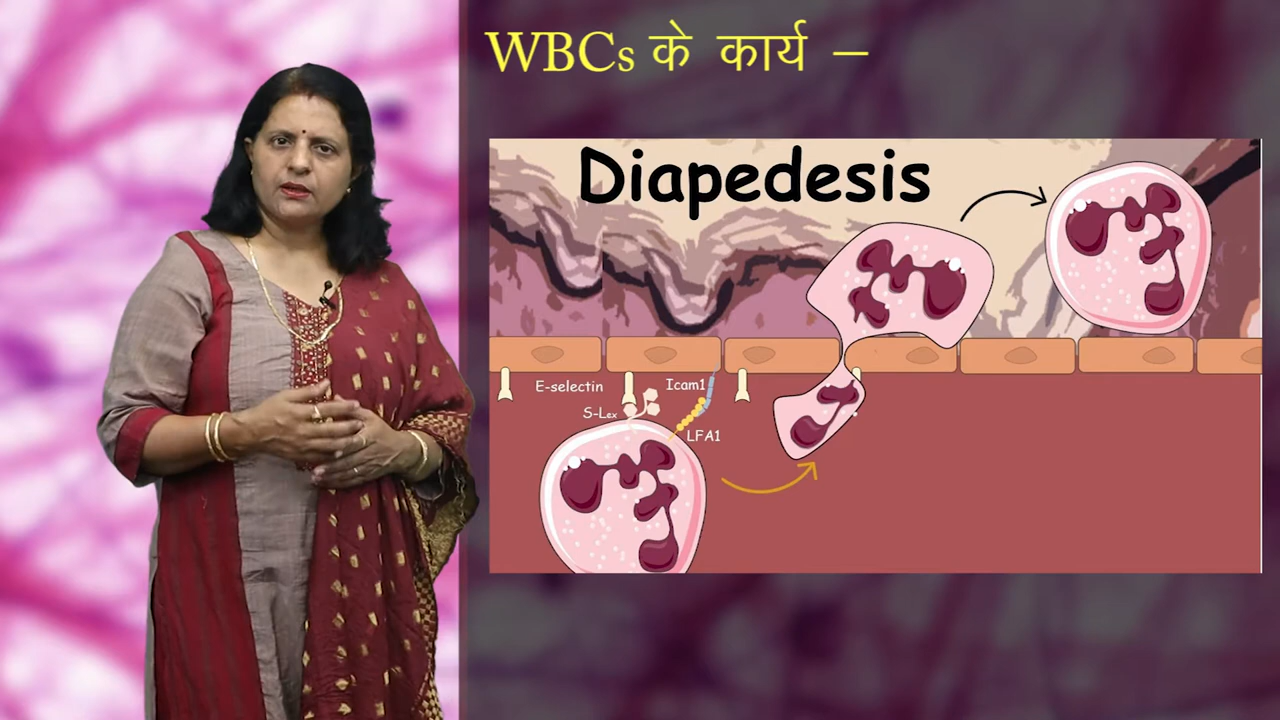 WBCs के कार्य –
Diapedesis
E-selectin
Icam1
S-Lex
LFA1